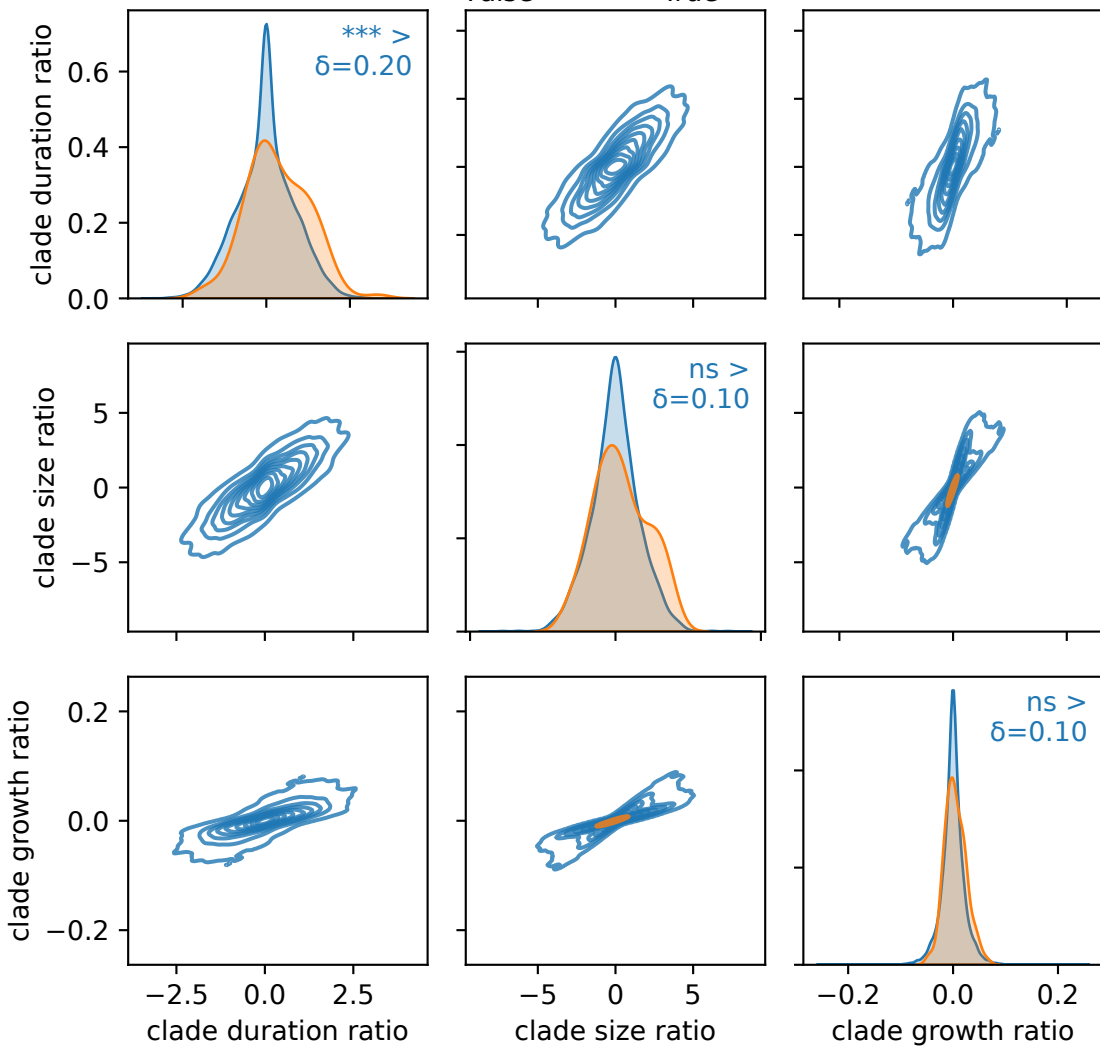 clade duration ratio
0.6
0.4
0.2
0.0
*** >
δ=0.20
clade size ratio
5
0
−5
ns >
δ=0.10
clade growth ratio
0.2
0.0
−0.2
ns >
δ=0.10
−2.5 0.0 2.5
−5 0 5
−0.2 0.0 0.2
clade duration ratio
clade size ratio
clade growth ratio